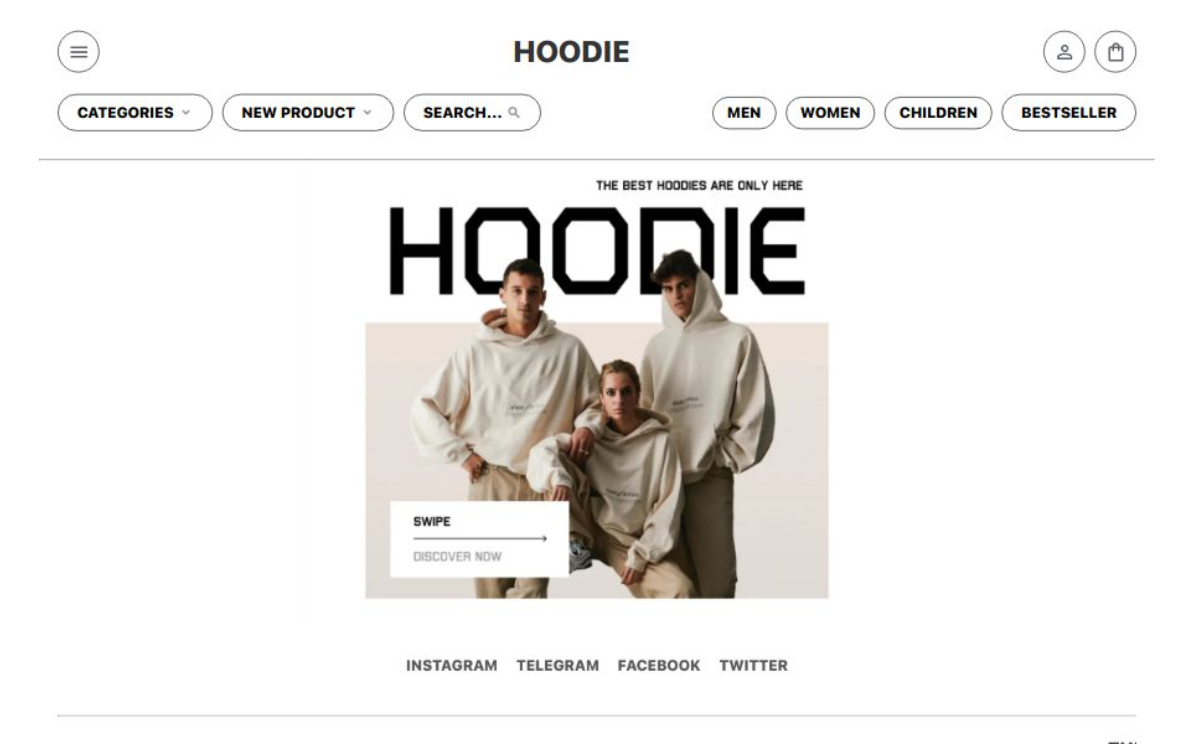 HOODIE
CATEGORIES NEW PRODUCT SEARCH... MEN WOMEN CHILDREN BESTSELLER
THE BEST HOODIES ARE ONLY HERE
HOODIE
SWIPE
DISCOVER NOW
INSTAGRAM TELEGRAM FACEBOOK TWITTER